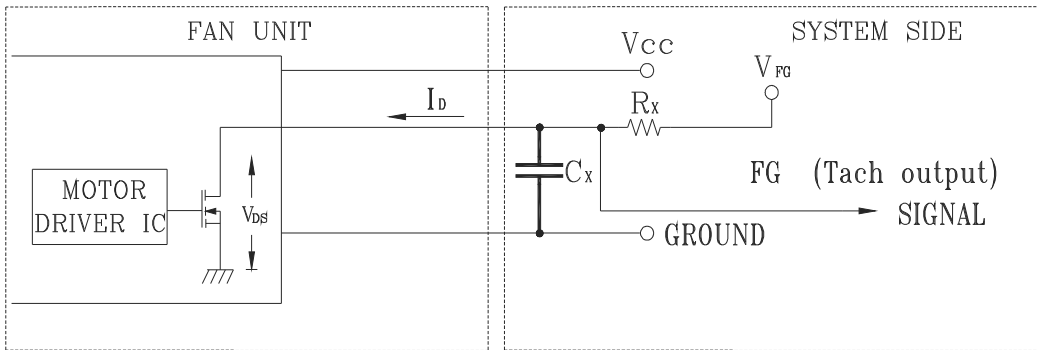 FAN UNIT
SYSTEM SIDE
Vcc
VFG
ID
RX
CX
FG (Tach output)
SIGNAL
MOTOR
DRIVER IC
VDS
GROUND